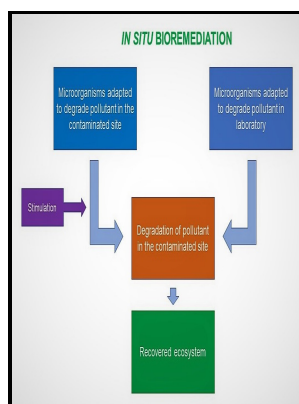 IN SITU BIOREMEDIATION
Microorganisms adapted
to degrade pollutant in the
contaminated site
Microorganisms adapted
to degrade pollutant in
laboratory
Stimulation
Degradation of pollutant
in the contaminated site
Recovered ecosystem